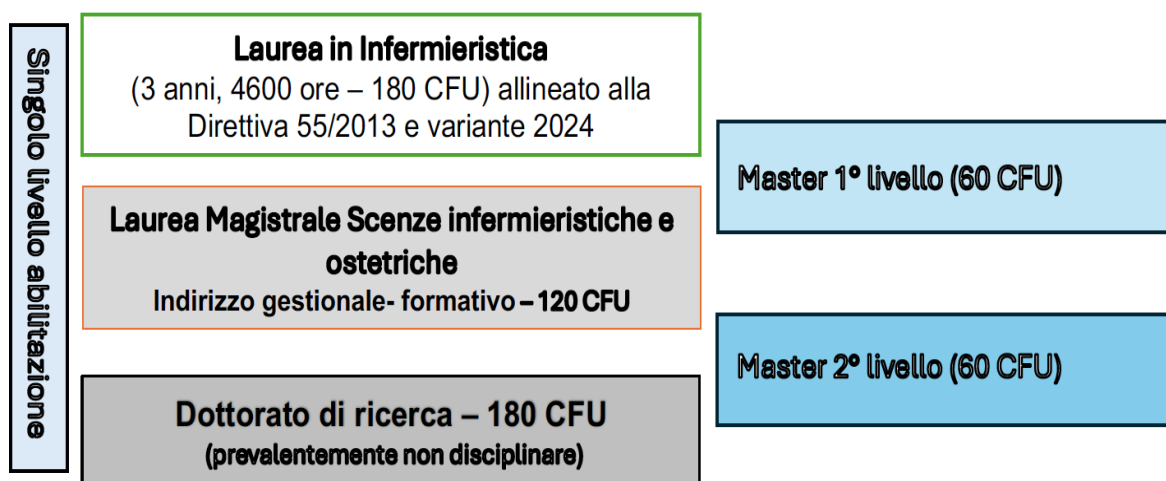 Singolo livello abilitazione
Laurea in Infermieristica
(3 anni, 4600 ore – 180 CFU) allineato alla
Direttiva 55/2013 e variante 2024
Laurea Magistrale Scenze infermieristiche e
ostetriche
Indirizzo gestionale- formativo – 120 CFU
Dottorato di ricerca – 180 CFU
(prevalentemente non disciplinare)
Master 1° livello (60 CFU)
Master 2° livello (60 CFU)